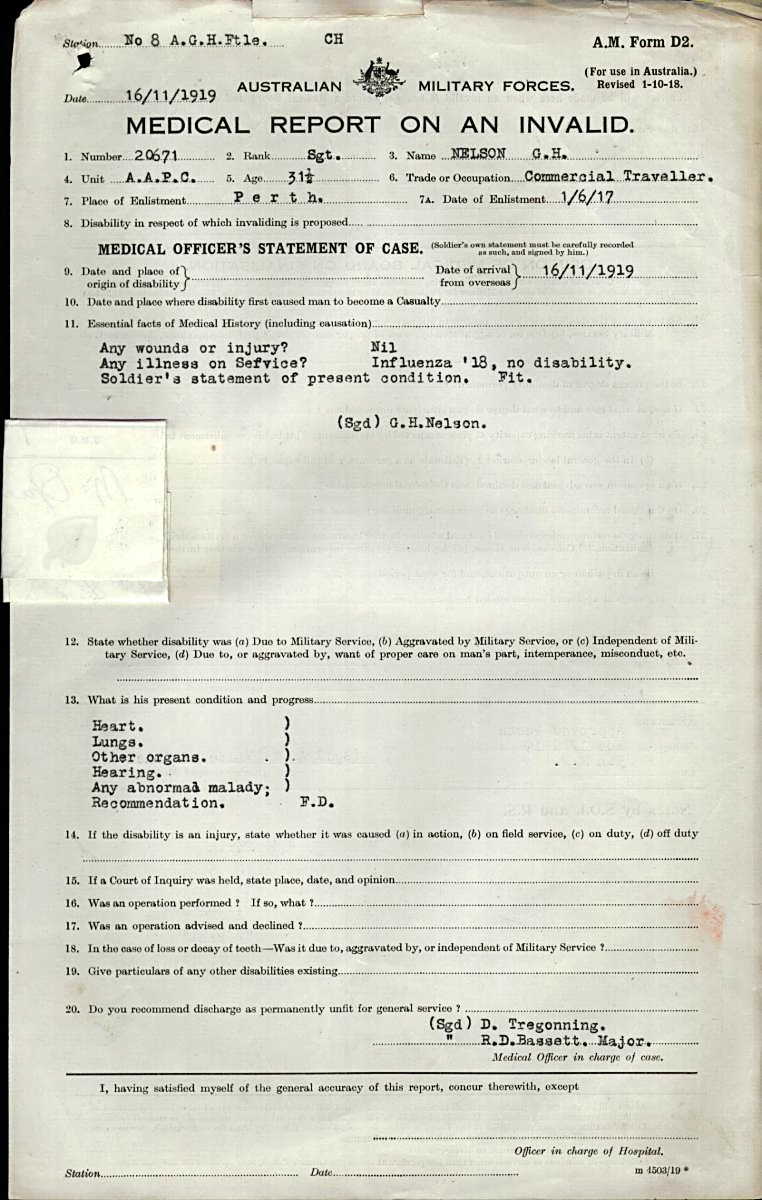 Station No 8 A.G.H.Ftle. CH A.M. Form D2.
(For use in Australia.)
Revised 1-10-18.
Date 16/11/1919 AUSTRALIAN MILITARY FORCES.
MEDICAL REPORT ON AN INVALID.
1. Number 20671 2. Rank Sgt. 3. Name NELSON G.H.
4. Unit A.A.P.C. 5. Age 31½ 6. Trade or Occupation Commercial Traveller.
7. Place of Enlistment Perth. 7A. Date of Enlistment 1/6/17
8. Disability in respect of which invaliding is proposed
MEDICAL OFFICER'S STATEMENT OF CASE. (Soldier's own statement must be carefully recorded
as such, and signed by him.)
9. Date and place of origin of disability } Date of arrival from overseas } 16/11/1919
10. Date and place where disability first caused man to become a Casualty
11. Essential facts of Medical History (including causation)
Any wounds or injury? Nil
Any illness on Sefvice? Influenza '18, no disability.
Soldier's statement of present condition. Fit.
(Sgd) G.H.Nelson.
12. State whether disability was (a) Due to Military Service, (b) Aggravated by Military Service, or (c) Independent of Mili-
tary Service, (d) Due to, or aggravated by, want of proper care on man's part, intemperance, misconduct, etc.
13. What is his present condition and progress
Heart. )
Lungs. )
Other organs. )
Hearing. )
Any abnormal malady; )
Recommendation. F.D.
14. If the disability is an injury, state whether it was caused (a) in action, (b) on field service, (c) on duty, (d) off duty
15. If a Court of Inquiry was held, state place, date, and opinion
16. Was an operation performed ? If so, what ?
17. Was an operation advised and declined ?
18. In the case of loss or decay of teeth—Was it due to, aggravated by, or independent of Military Service ?
19. Give particulars of any other disabilities existing
20. Do you recommend discharge as permanently unfit for general service ?
(Sgd) D. Tregonning.
" R.D.Bassett. Major.
Medical Officer in charge of case.
I, having satisfied myself of the general accuracy of this report, concur therewith, except
Officer in charge of Hospital.
Station Date m 4503/19 *